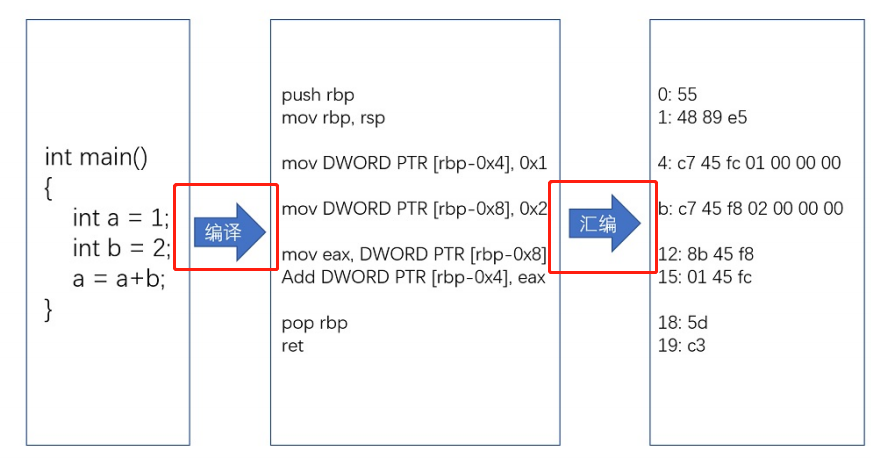 int main()
{
int a = 1;
int b = 2;
a = a+b;
}
编译
push rbp
mov rbp, rsp
mov DWORD PTR [rbp-0x4], 0x1
mov DWORD PTR [rbp-0x8], 0x2
mov eax, DWORD PTR [rbp-0x8]
Add DWORD PTR [rbp-0x4], eax
pop rbp
ret
汇编
0: 55
1: 48 89 e5
4: c7 45 fc 01 00 00 00
b: c7 45 f8 02 00 00 00
12: 8b 45 f8
15: 01 45 fc
18: 5d
19: c3